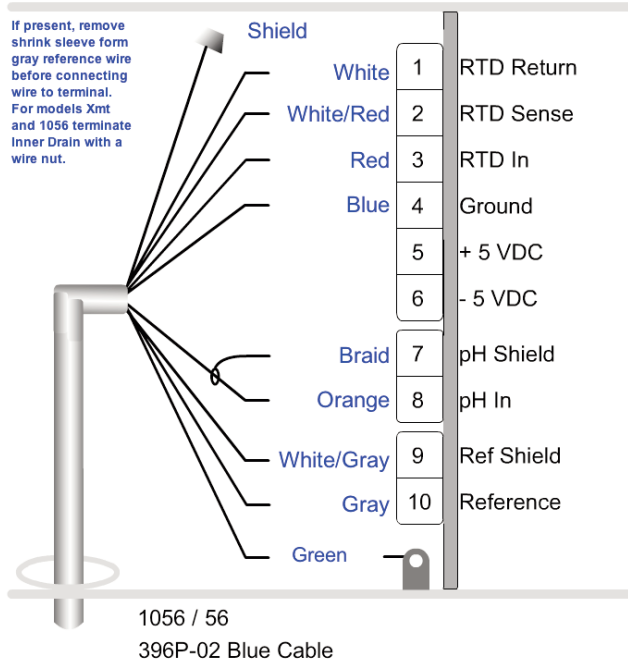 If present, remove
shrink sleeve form
gray reference wire
before connecting
wire to terminal.
For models Xmt
and 1056 terminate
Inner Drain with a
wire nut.
Shield
White 1 RTD Return
White/Red 2 RTD Sense
Red 3 RTD In
Blue 4 Ground
5 + 5 VDC
6 - 5 VDC
Braid 7 pH Shield
Orange 8 pH In
White/Gray 9 Ref Shield
Gray 10 Reference
Green
1056 / 56
396P-02 Blue Cable